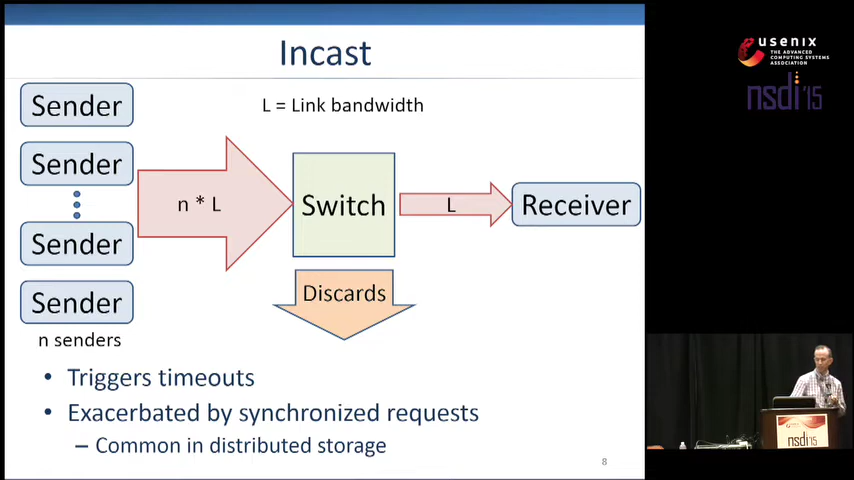 Incast
Sender
L = Link bandwidth
Sender
n * L
Switch
L
Receiver
Sender
Discards
Sender
n senders
• Triggers timeouts
• Exacerbated by synchronized requests
– Common in distributed storage
8
usenix
THE ADVANCED
COMPUTING SYSTEMS
ASSOCIATION
nsdi '15
nsdi'15